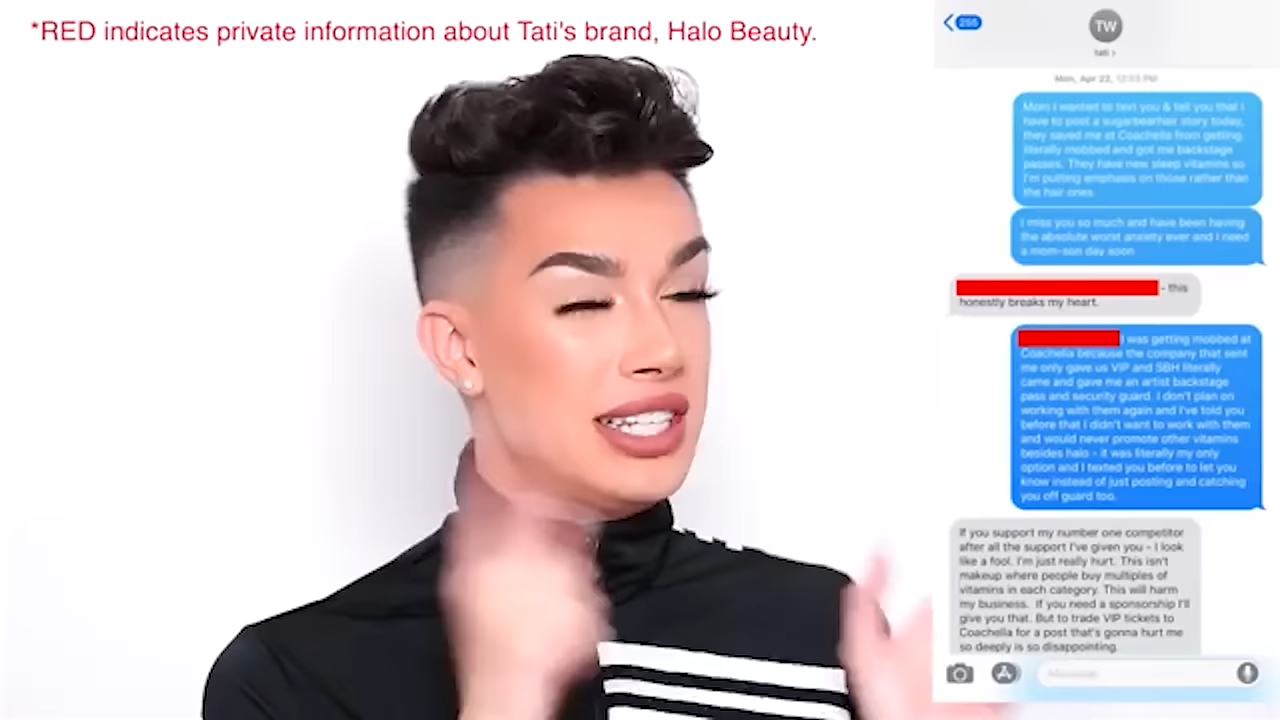 *RED indicates private information about Tati's brand, Halo Beauty.
255
TW
tati >
Mon, Apr 22, 12:03 PM
Mom I wanted to text you & tell you that I
have to post a sugarbearhair story today,
they saved me at Coachella from getting
literally mobbed and got me backstage
passes. They have new sleep vitamins so
I'm putting emphasis on those rather than
the hair ones
I miss you so much and have been having
the absolute worst anxiety ever and I need
a mom-son day soon
- this
honestly breaks my heart.
I was getting mobbed at
Coachella because the company that sent
me only gave us VIP and SBH literally
came and gave me an artist backstage
pass and security guard. I don't plan on
working with them again and I've told you
before that I didn't want to work with them
and would never promote other vitamins
besides halo - it was literally my only
option and I texted you before to let you
know instead of just posting and catching
you off guard too.
If you support my number one competitor
after all the support I've given you - I look
like a fool. I'm just really hurt. This isn't
makeup where people buy multiples of
vitamins in each category. This will harm
my business. If you need a sponsorship I'll
give you that. But to trade VIP tickets to
Coachella for a post that's gonna hurt me
so deeply is so disappointing.
iMessage